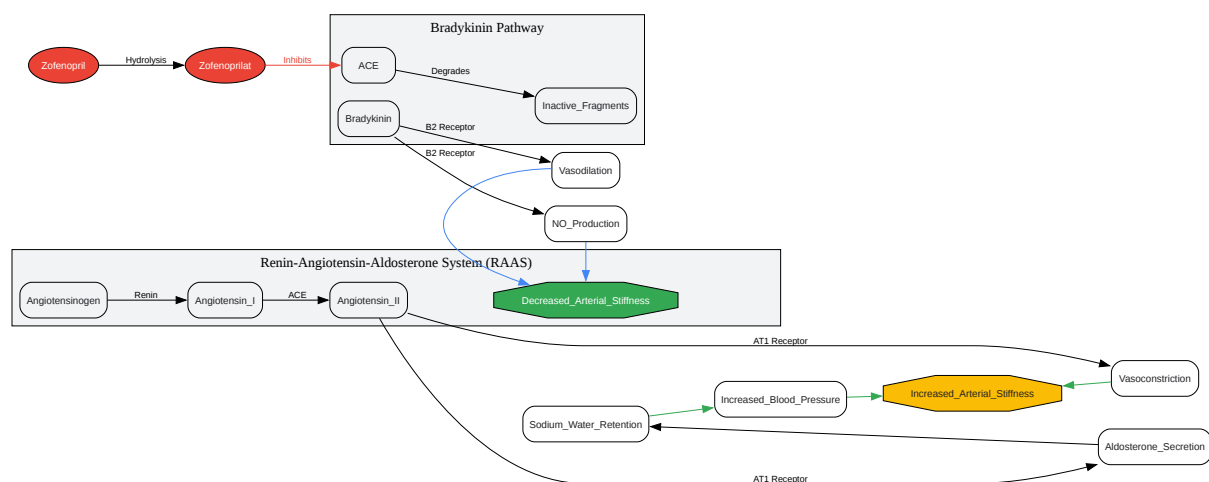 Bradykinin Pathway
Zofenopril
Hydrolysis
Zofenoprilat
Inhibits
ACE
Degrades
Inactive_Fragments
Bradykinin
B2 Receptor
B2 Receptor
Vasodilation
NO_Production
Renin-Angiotensin-Aldosterone System (RAAS)
Angiotensinogen
Renin
Angiotensin_I
ACE
Angiotensin_II
Decreased_Arterial_Stiffness
AT1 Receptor
Vasoconstriction
Increased_Arterial_Stiffness
Increased_Blood_Pressure
Sodium_Water_Retention
Aldosterone_Secretion
AT1 Receptor